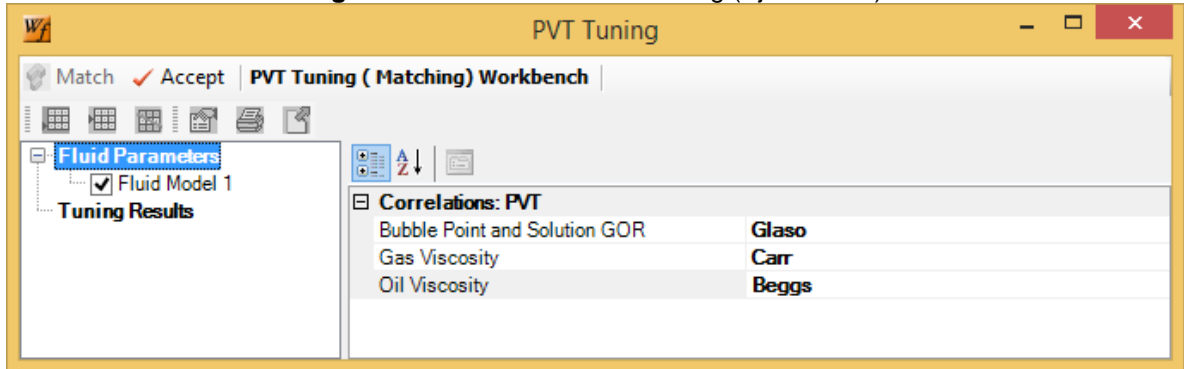 Wf PVT Tuning
Match Accept PVT Tuning ( Matching) Workbench
Fluid Parameters
Fluid Model 1
Tuning Results
A
Z
Correlations: PVT
Bubble Point and Solution GOR Glaso
Gas Viscosity Carr
Oil Viscosity Beggs